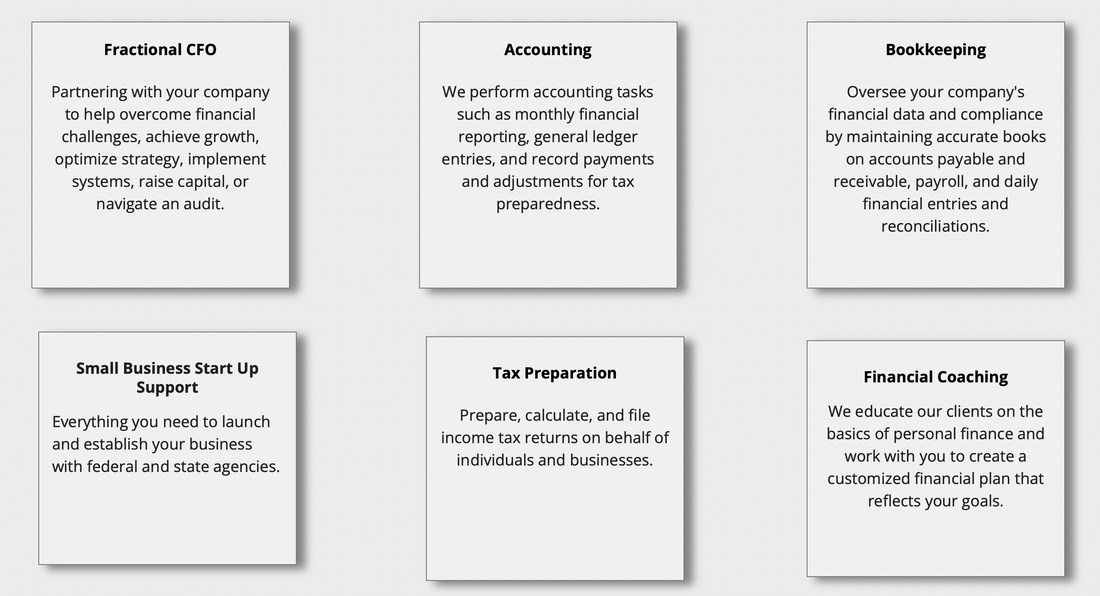 Fractional CFO
Partnering with your company
to help overcome financial
challenges, achieve growth,
optimize strategy, implement
systems, raise capital, or
navigate an audit.
Accounting
We perform accounting tasks
such as monthly financial
reporting, general ledger
entries, and record payments
and adjustments for tax
preparedness.
Bookkeeping
Oversee your company's
financial data and compliance
by maintaining accurate books
on accounts payable and
receivable, payroll, and daily
financial entries and
reconciliations.
Small Business Start Up
Support
Everything you need to launch
and establish your business
with federal and state agencies.
Tax Preparation
Prepare, calculate, and file
income tax returns on behalf of
individuals and businesses.
Financial Coaching
We educate our clients on the
basics of personal finance and
work with you to create a
customized financial plan that
reflects your goals.